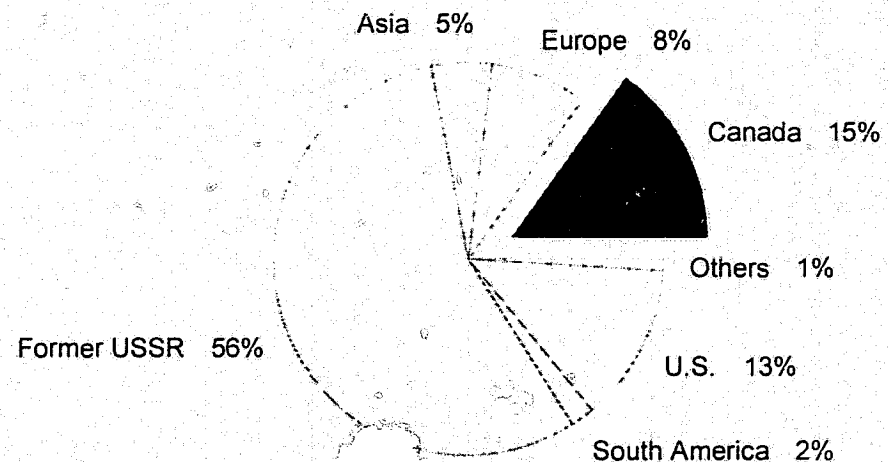 Asia 5%
Europe 8%
Canada 15%
Others 1%
Former USSR 56%
U.S. 13%
South America 2%